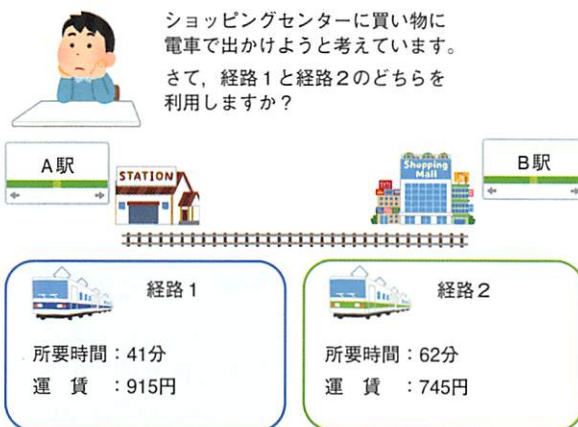 ショッピングセンターに買い物に
電車で出かけようと考えています。
さて，経路1と経路2のどちらを
利用しますか？
A駅
STATION
Shopping
Mall
B駅
経路1
所要時間：41分
運　賃　：915円
経路2
所要時間：62分
運　賃　：745円